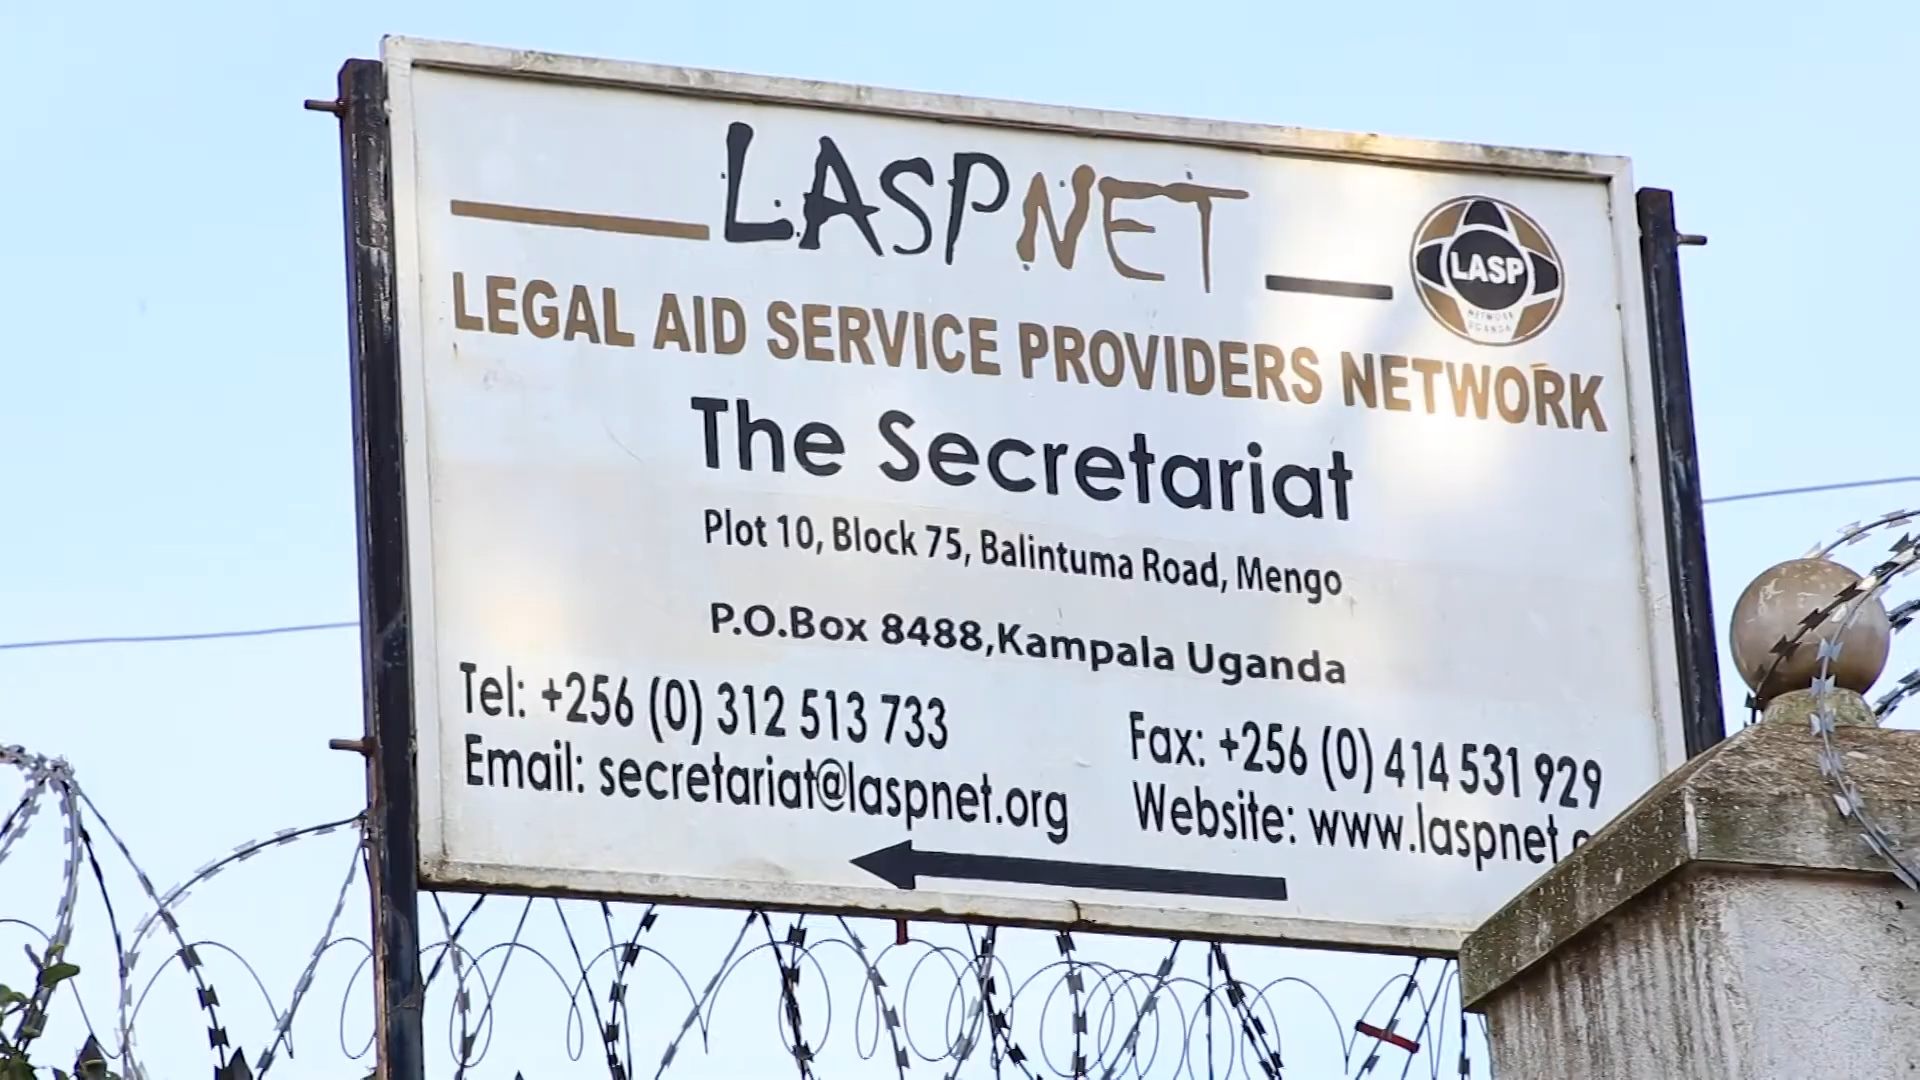 LASPNET
LASP
NETWORK
UGANDA
LEGAL AID SERVICE PROVIDERS NETWORK
The Secretariat
Plot 10, Block 75, Balintuma Road, Mengo
P.O.Box 8488,Kampala Uganda
Tel: +256 (0) 312 513 733
Fax: +256 (0) 414 531 929
Email: secretariat@laspnet.org
Website: www.laspnet.